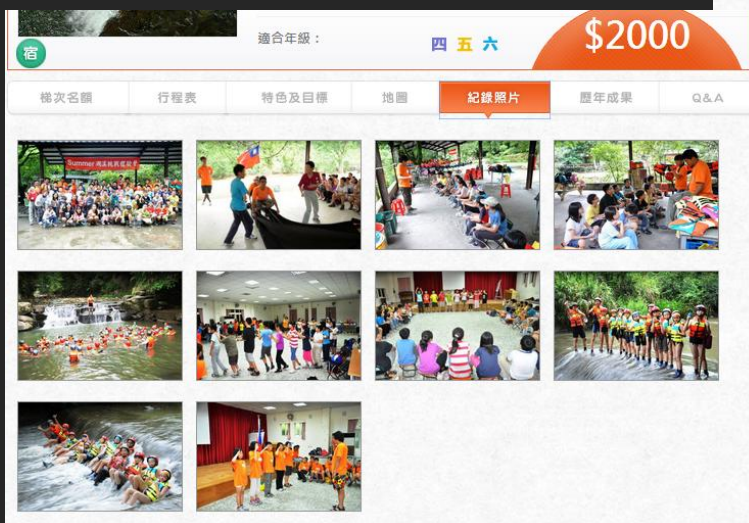 適合年級：
四 五 六
$2000
宿
梯次名額
行程表
特色及目標
地圖
紀錄照片
歷年成果
Q&A